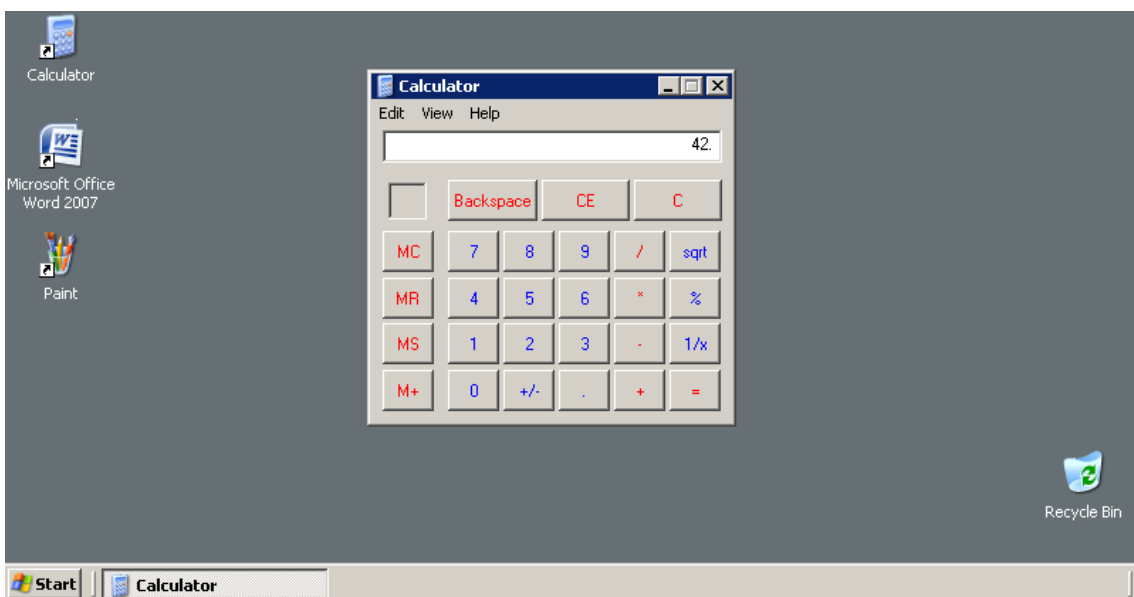 Calculator
Microsoft Office
Word 2007
Paint
Calculator
Edit View Help
42.
Backspace CE C
MC 7 8 9 / sqrt
MR 4 5 6 * %
MS 1 2 3 - 1/x
M+ 0 +/- . + =
Recycle Bin
Start Calculator